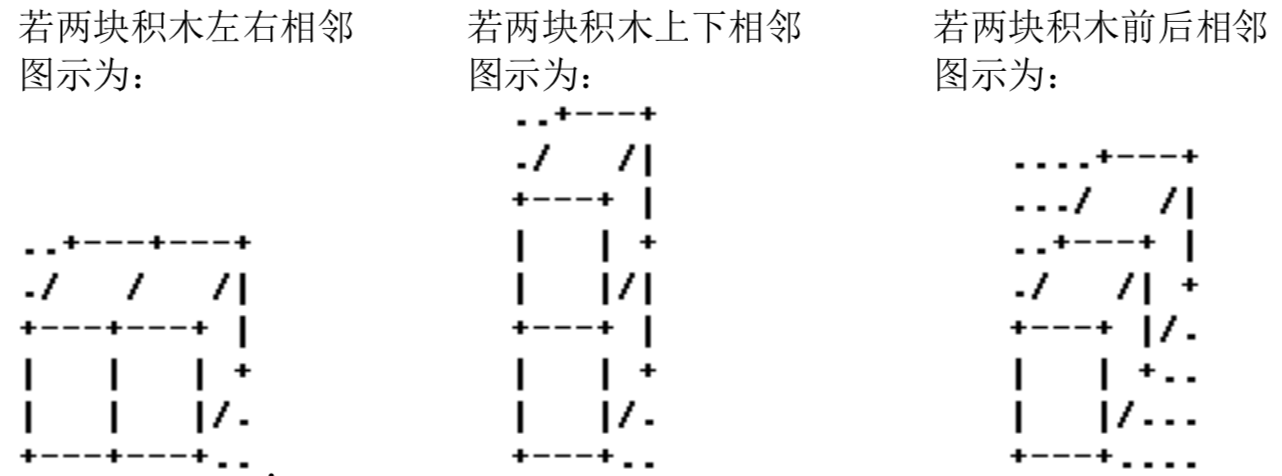 若两块积木左右相邻
图示为：
..+---+---+
./   /   /|
+---+---+ |
|   |   | +
|   |   |/.
+---+---+..
.
若两块积木上下相邻
图示为：
..+---+
./   /|
+---+ |
|   | +
|   |/|
+---+ |
|   | +
|   |/.
+---+..
若两块积木前后相邻
图示为：
....+---+
.../   /|
..+---+ |
./   /| +
+---+ |/.
|   | +..
|   |/...
+---+....